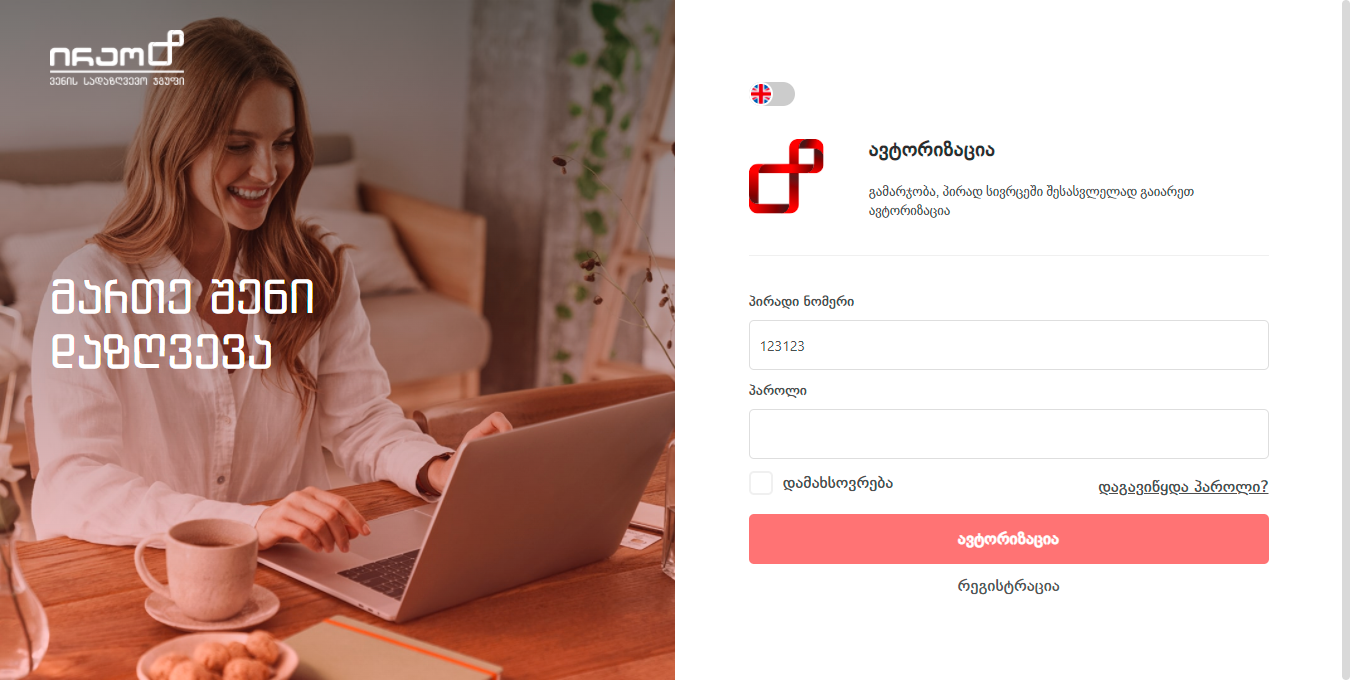 ირაო
ვენის სადაზღვევო ჯგუფი
მართე შენი
დაზღვევა
ავტორიზაცია
გამარჯობა, პირად სივრცეში შესასვლელად გაიარეთ
ავტორიზაცია
პირადი ნომერი
123123
პაროლი
დამახსოვრება
დაგავიწყდა პაროლი?
ავტორიზაცია
რეგისტრაცია